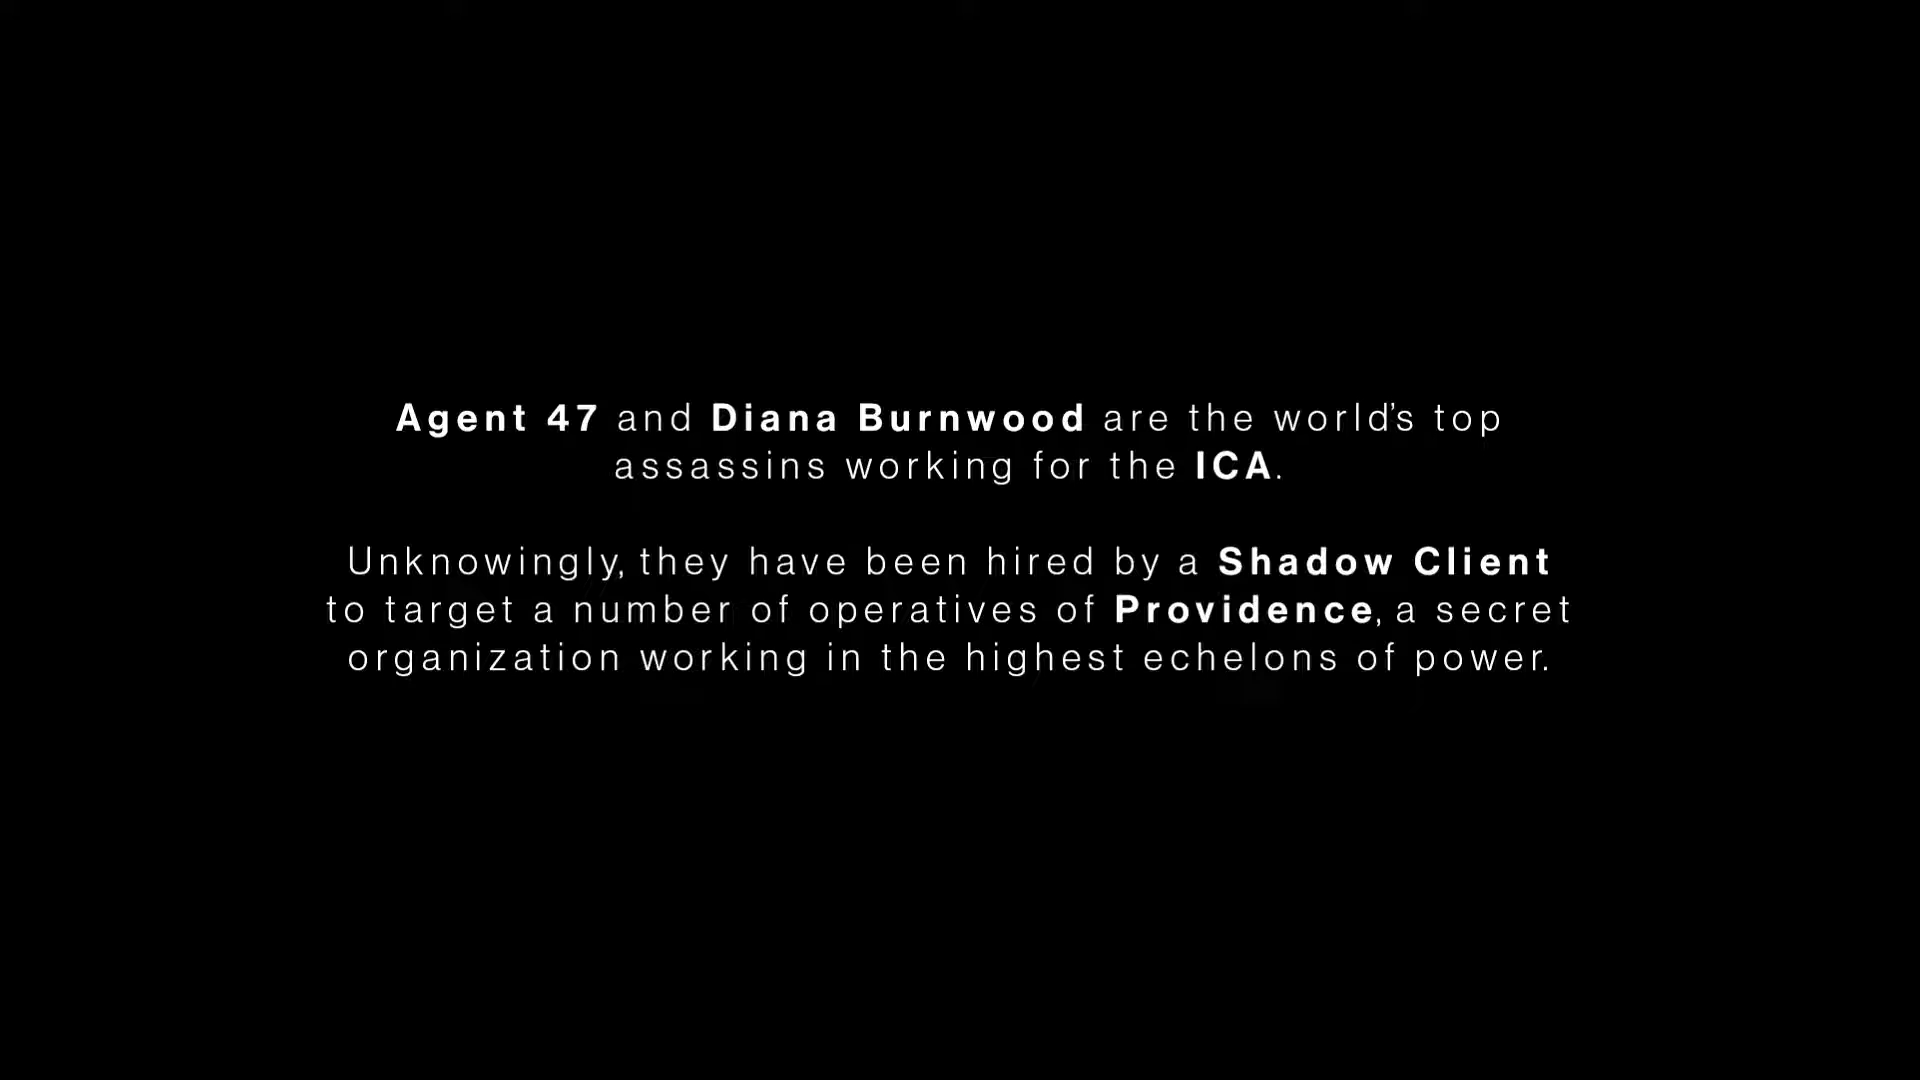 Agent 47 and Diana Burnwood are the world’s top
assassins working for the ICA.
Unknowingly, they have been hired by a Shadow Client
to target a number of operatives of Providence, a secret
organization working in the highest echelons of power.